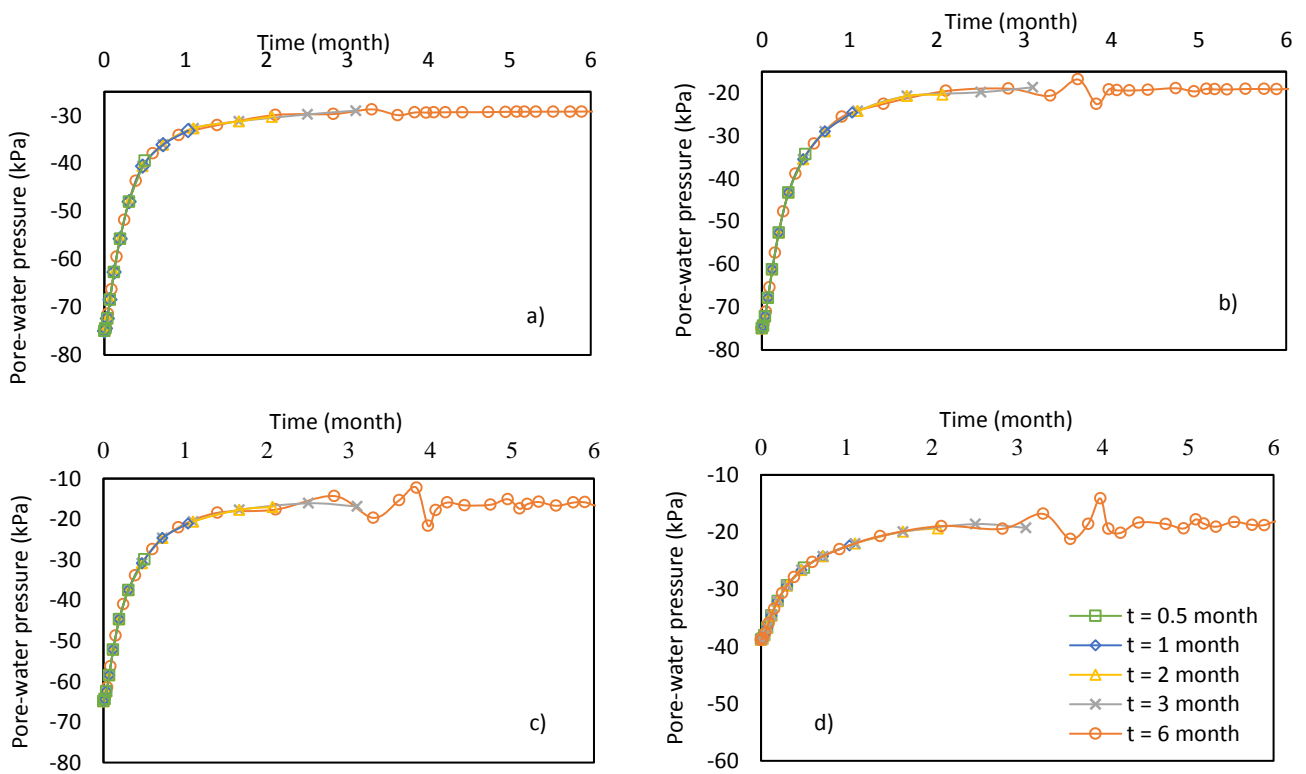 Time (month)
0 1 2 3 4 5 6
Pore-water pressure (kPa)
-30
-40
-50
-60
-70
-80
a)
Time (month)
0 1 2 3 4 5 6
Pore-water pressure (kPa)
-20
-30
-40
-50
-60
-70
-80
b)
Time (month)
0 1 2 3 4 5 6
Pore-water pressure (kPa)
-10
-20
-30
-40
-50
-60
-70
-80
c)
Time (month)
0 1 2 3 4 5 6
Pore-water pressure (kPa)
-10
-20
-30
-40
-50
-60
d)
t = 0.5 month
t = 1 month
t = 2 month
t = 3 month
t = 6 month